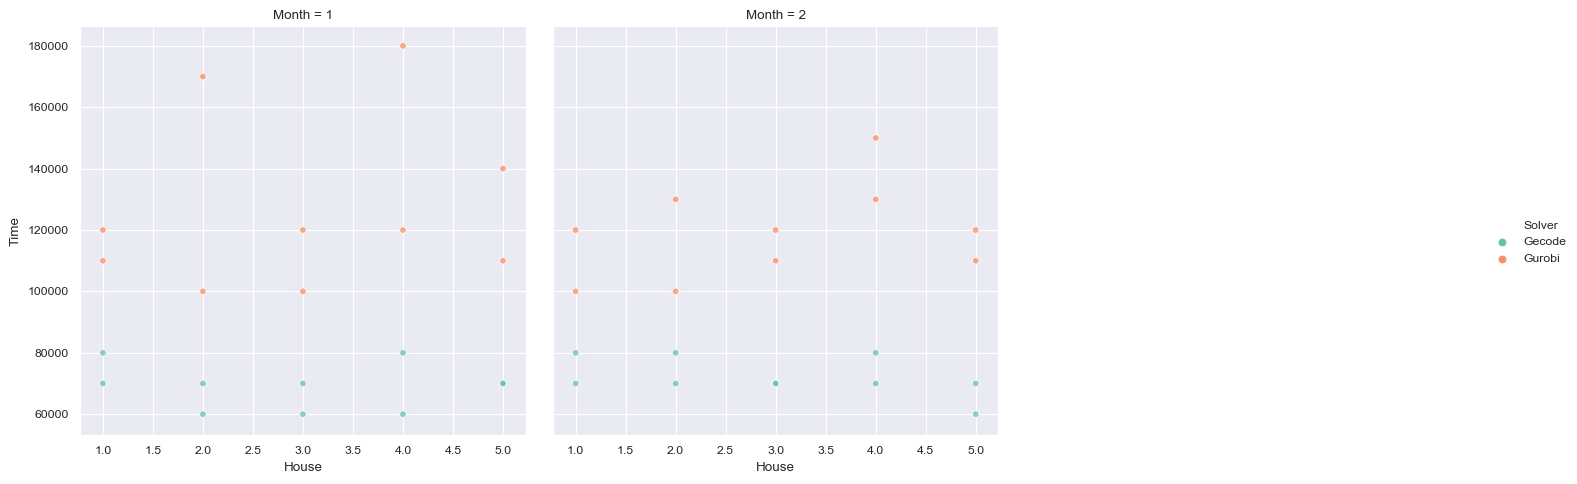 Month = 1
Month = 2
180000
160000
140000
120000
100000
80000
60000
Time
1.0 1.5 2.0 2.5 3.0 3.5 4.0 4.5 5.0
House
1.0 1.5 2.0 2.5 3.0 3.5 4.0 4.5 5.0
House
Solver
Gecode
Gurobi